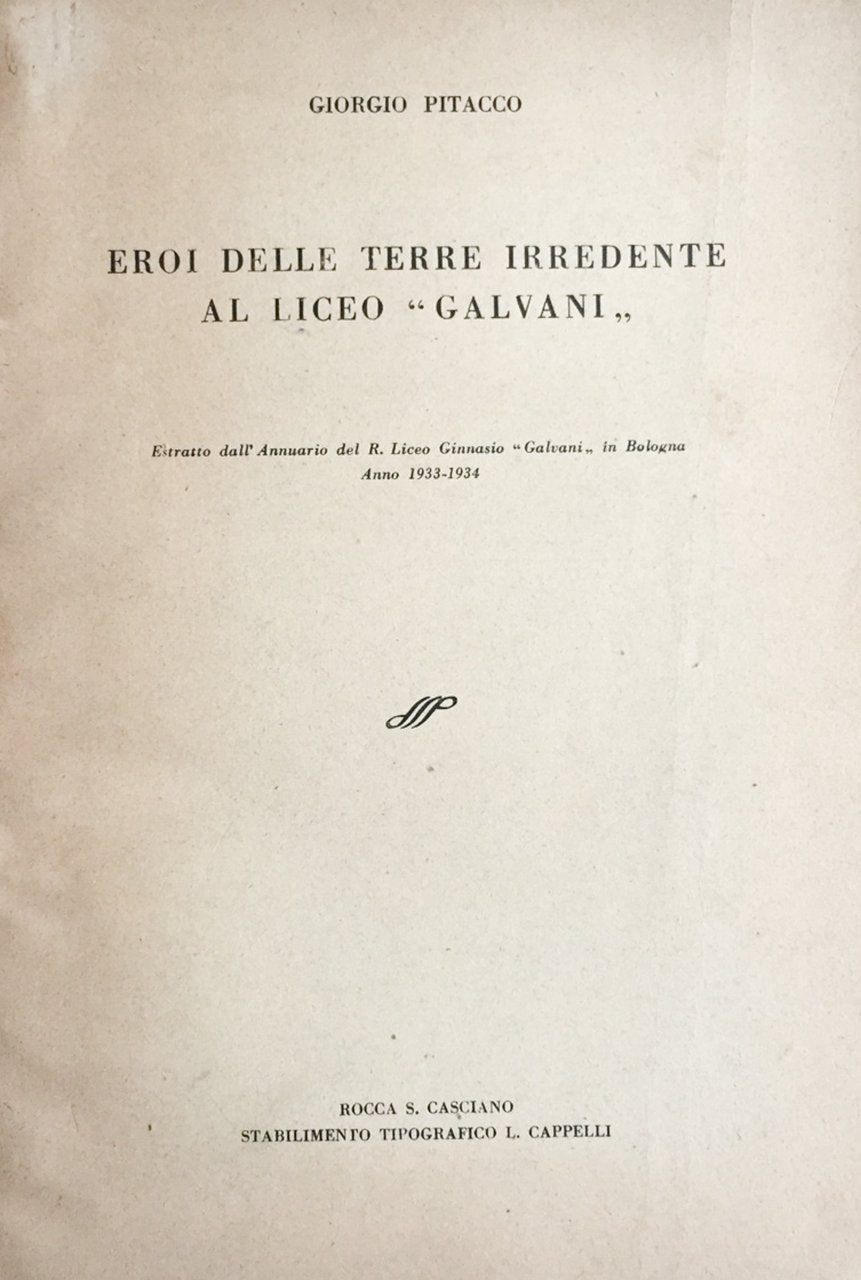 GIORGIO PITACCO
EROI DELLE TERRE IRREDENTE
AL LICEO “GALVANI„
Estratto dall'Annuario del R. Liceo Ginnasio “Galvani„ in Bologna
Anno 1933-1934
ROCCA S. CASCIANO
STABILIMENTO TIPOGRAFICO L. CAPPELLI